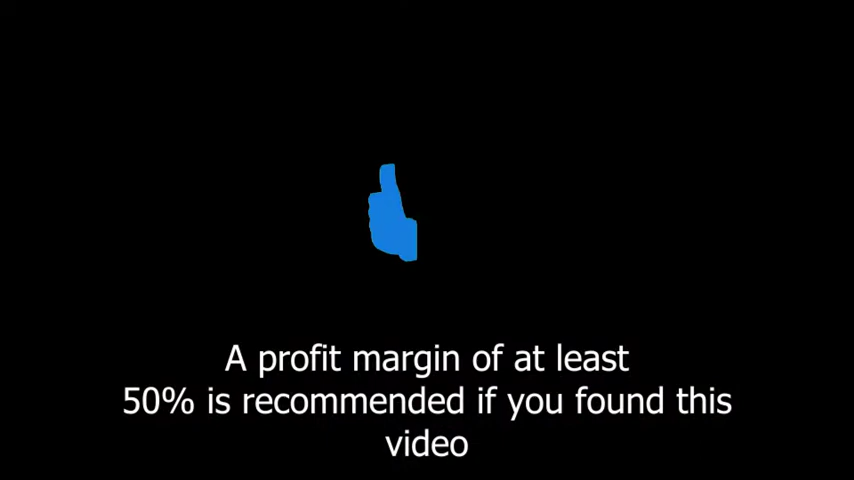 A profit margin of at least
50% is recommended if you found this
video